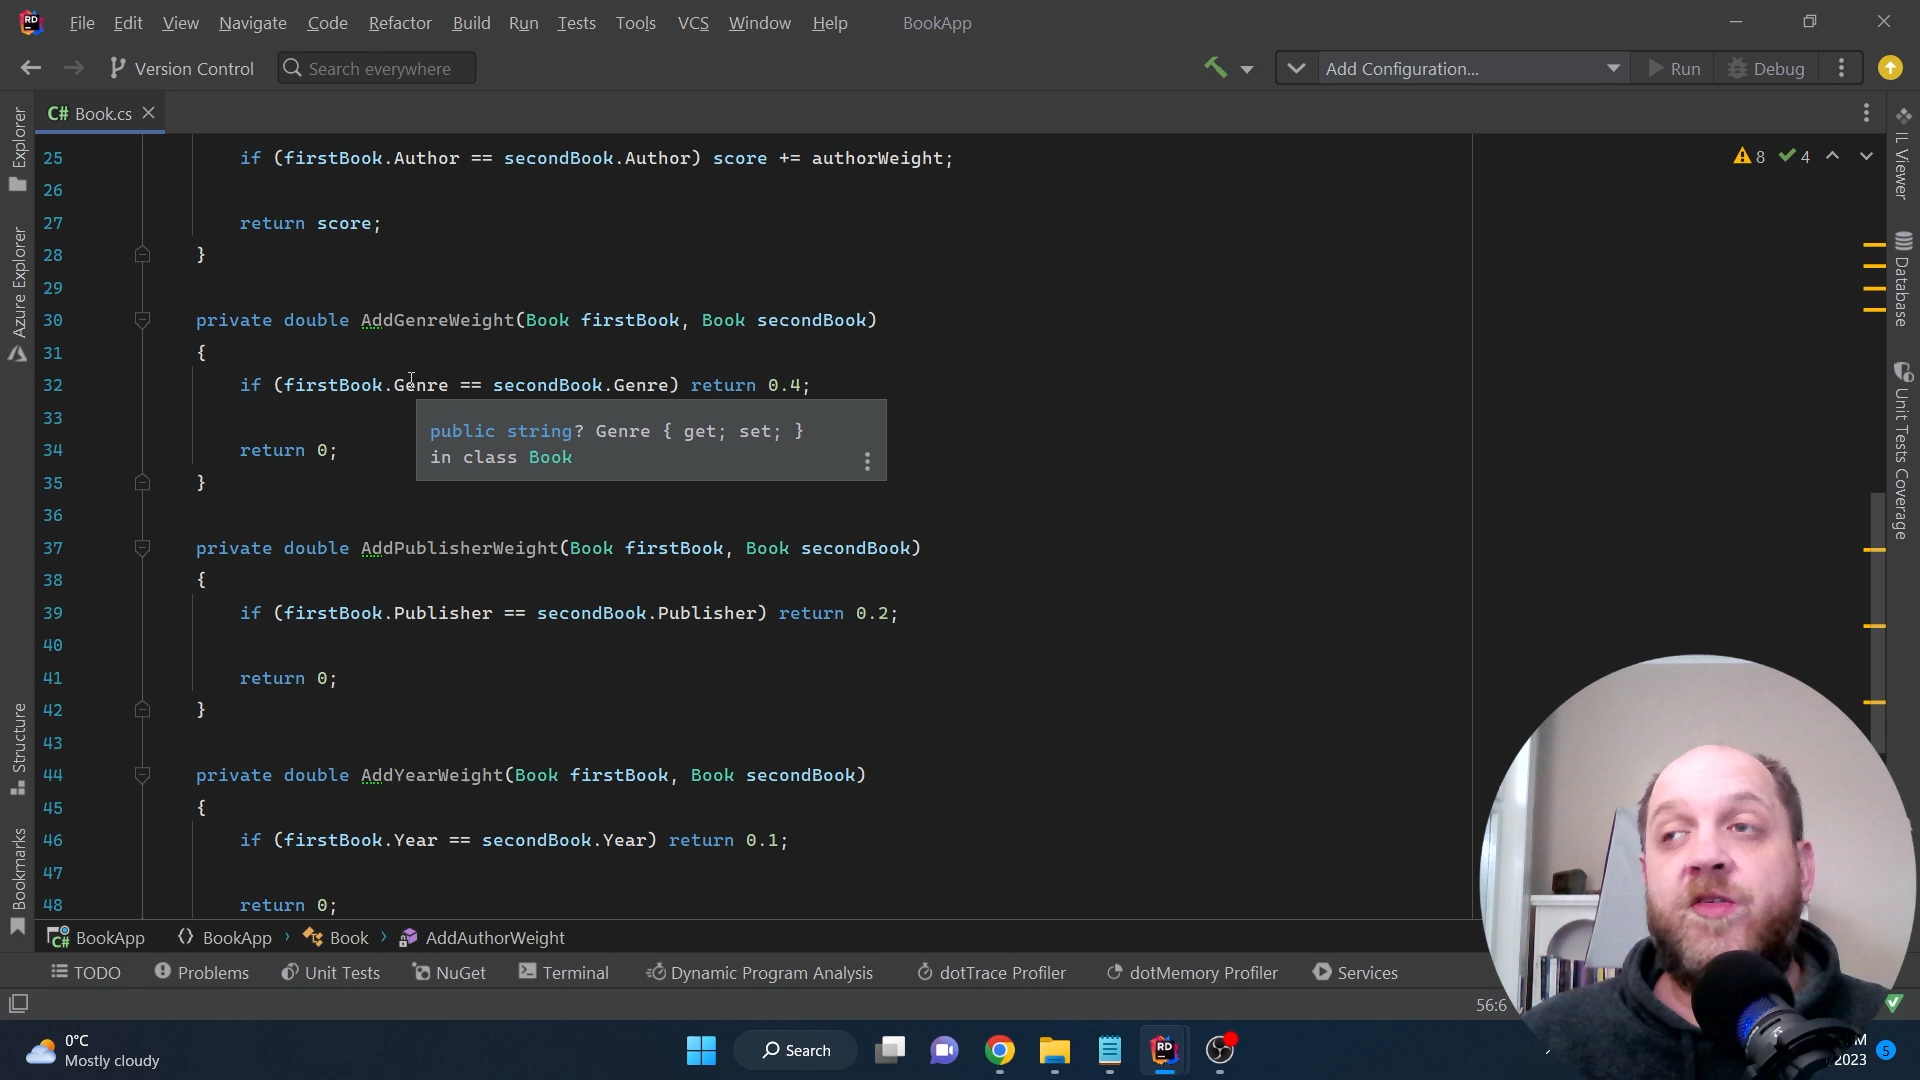 RD File Edit View Navigate Code Refactor Build Run Tests Tools VCS Window Help BookApp
Version Control Search everywhere Add Configuration... Run Debug
C# Book.cs
Explorer
Azure Explorer
Structure
Bookmarks
25 if (firstBook.Author == secondBook.Author) score += authorWeight;
26
27 return score;
28 }
29
30 private double AddGenreWeight(Book firstBook, Book secondBook)
31 {
32 if (firstBook.Genre == secondBook.Genre) return 0.4;
33
public string? Genre { get; set; }
34 return 0;
in class Book
35 }
36
37 private double AddPublisherWeight(Book firstBook, Book secondBook)
38 {
39 if (firstBook.Publisher == secondBook.Publisher) return 0.2;
40
41 return 0;
42 }
43
44 private double AddYearWeight(Book firstBook, Book secondBook)
45 {
46 if (firstBook.Year == secondBook.Year) return 0.1;
47
48 return 0;
8 4
IL Viewer
Database
Unit Tests Coverage
C# BookApp BookApp Book AddAuthorWeight
TODO Problems Unit Tests NuGet Terminal Dynamic Program Analysis dotTrace Profiler dotMemory Profiler Services
56:6
0°C
Mostly cloudy
Search
RD
M
2023
5